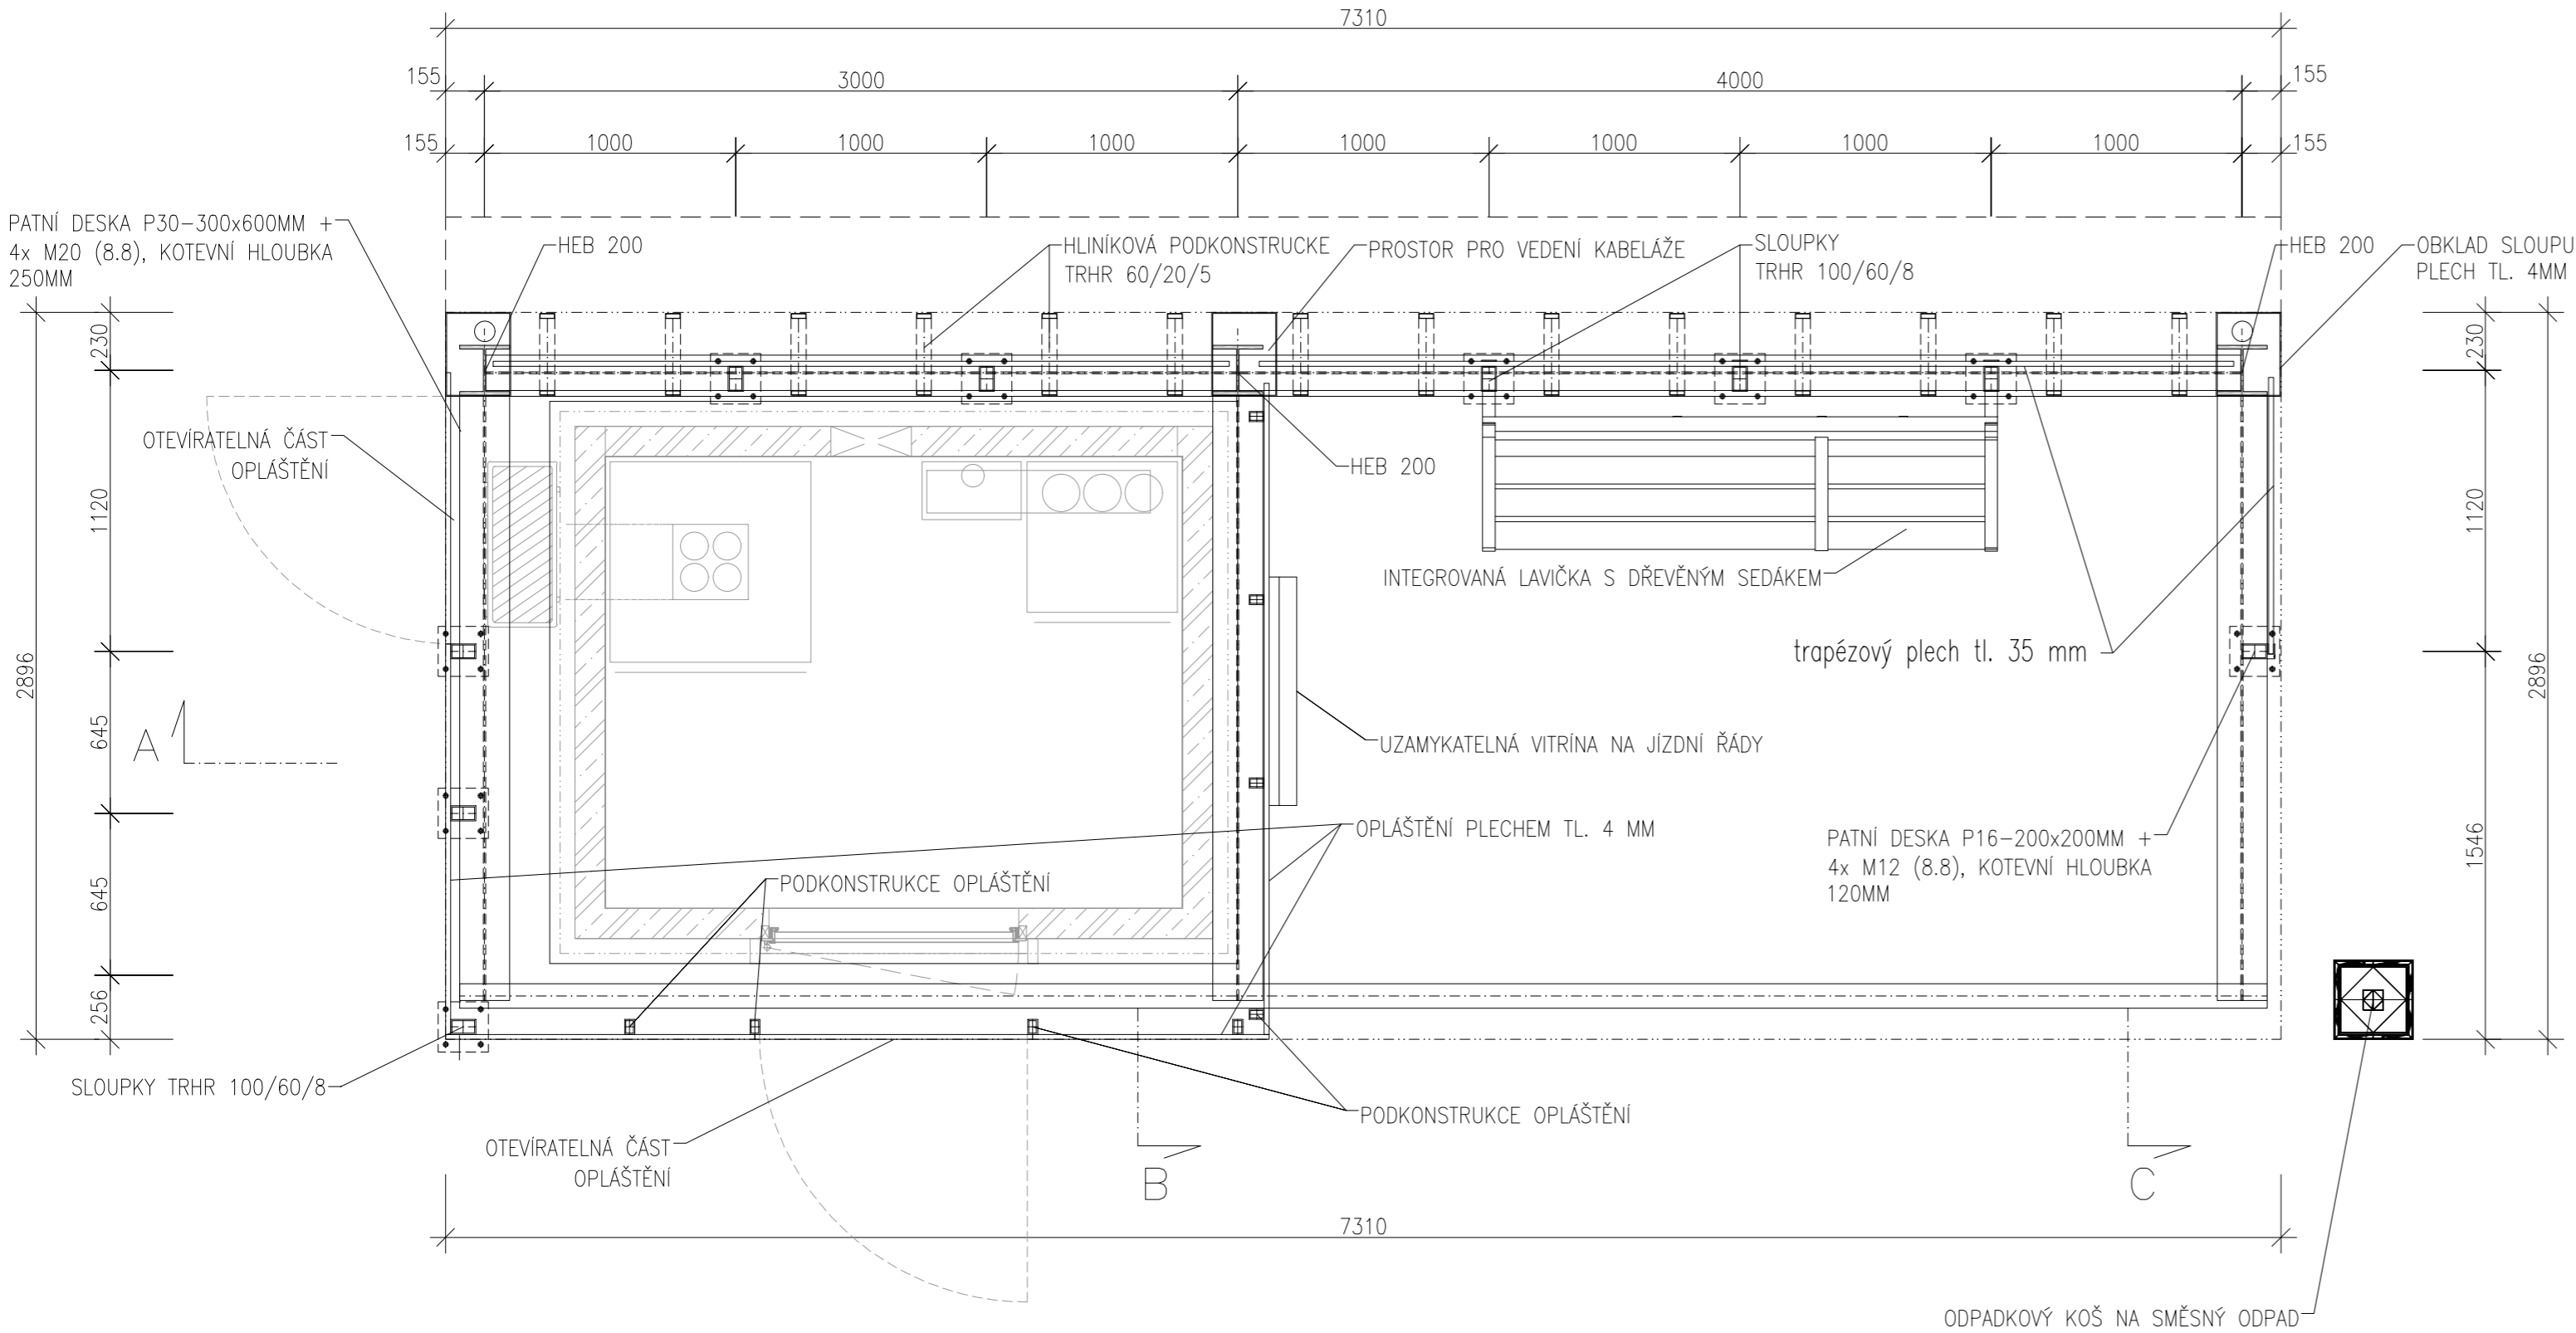 7310
155
3000
4000
155
155
1000
1000
1000
1000
1000
1000
1000
155
PATNÍ DESKA P30-300x600MM +
4x M20 (8.8), KOTEVNÍ HLOUBKA
250MM
HEB 200
HLINÍKOVÁ PODKONSTRUCKE
TRHR 60/20/5
PROSTOR PRO VEDENÍ KABELÁŽE
SLOUPKY
TRHR 100/60/8
HEB 200
OBKLAD SLOUPU
PLECH TL. 4MM
230
1120
645
645
256
2896
OTEVÍRATELNÁ ČÁST
OPLÁŠTĚNÍ
HEB 200
INTEGROVANÁ LAVIČKA S DŘEVĚNÝM SEDÁKEM
trapézový plech tl. 35 mm
230
1120
1546
2896
A
UZAMYKATELNÁ VITRÍNA NA JÍZDNÍ ŘÁDY
OPLÁŠTĚNÍ PLECHEM TL. 4 MM
PATNÍ DESKA P16-200x200MM +
4x M12 (8.8), KOTEVNÍ HLOUBKA
120MM
PODKONSTRUKCE OPLÁŠTĚNÍ
SLOUPKY TRHR 100/60/8
PODKONSTRUKCE OPLÁŠTĚNÍ
OTEVÍRATELNÁ ČÁST
OPLÁŠTĚNÍ
B
C
7310
ODPADKOVÝ KOŠ NA SMĚSNÝ ODPAD